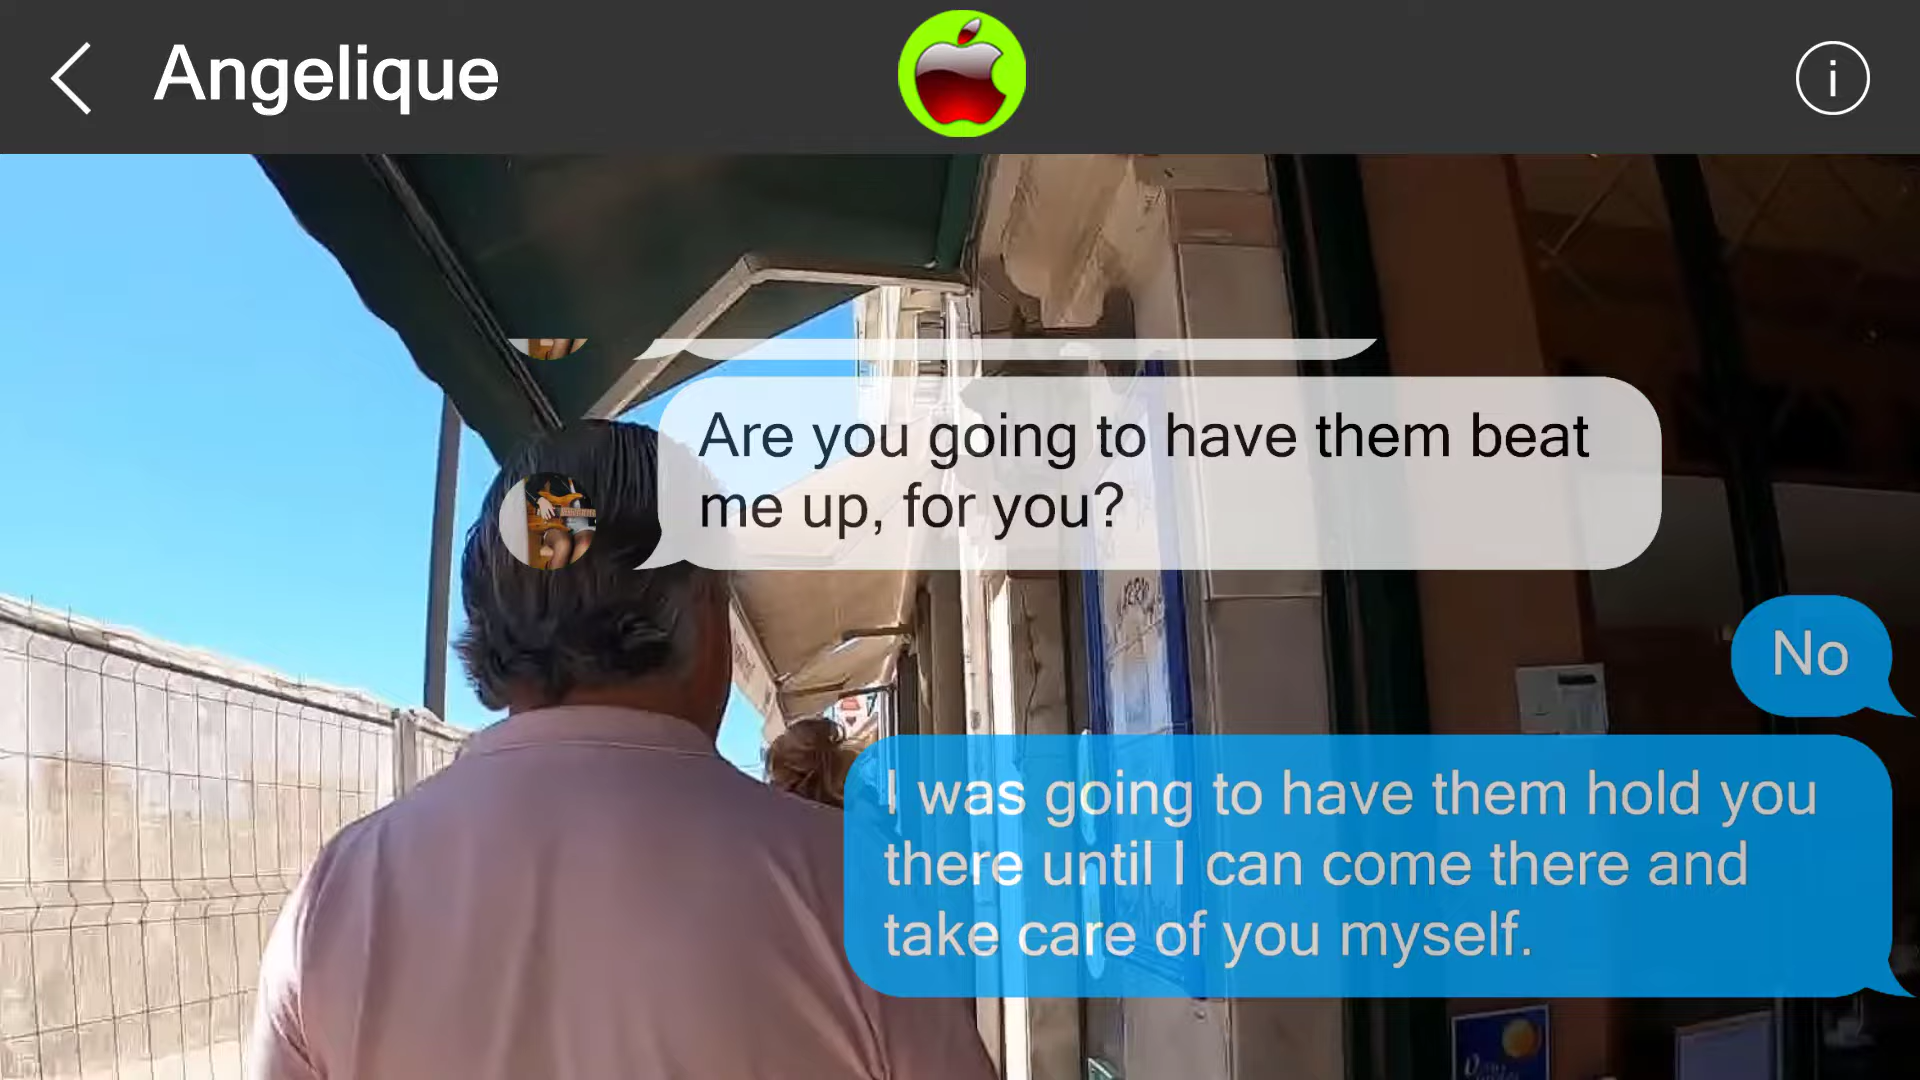 Angelique
i
Are you going to have them beat
me up, for you?
No
I was going to have them hold you
there until I can come there and
take care of you myself.